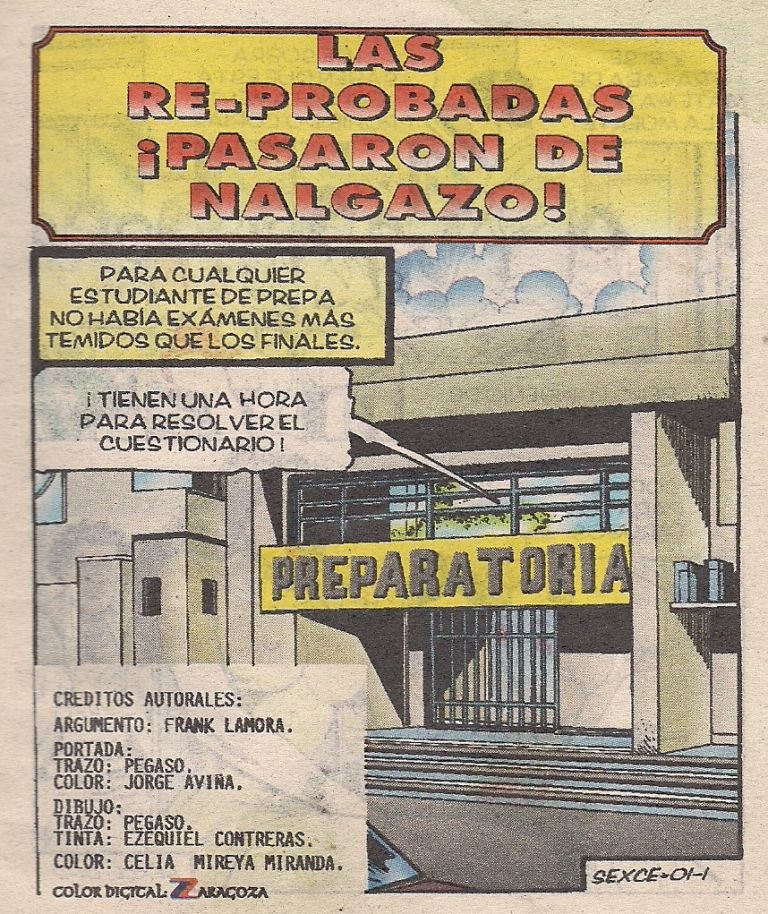 LAS
RE-PROBADAS
¡PASARON DE
NALGAZO!
PARA CUALQUIER
ESTUDIANTE DE PREPA
NO HABÍA EXÁMENES MÁS
TEMIDOS QUE LOS FINALES.
¡TIENEN UNA HORA
PARA RESOLVER EL
CUESTIONARIO!
PREPARATORIA
CREDITOS AUTORALES:
ARGUMENTO: FRANK LAMORA.
PORTADA:
TRAZO: PEGASO.
COLOR: JORGE AVIÑA.
DIBUJO:
TRAZO: PEGASO.
TINTA: EZEQUIEL CONTRERAS.
COLOR: CELIA MIREYA MIRANDA.
COLOR DIGITAL: ZARAGOZA
SEXCE-01-1